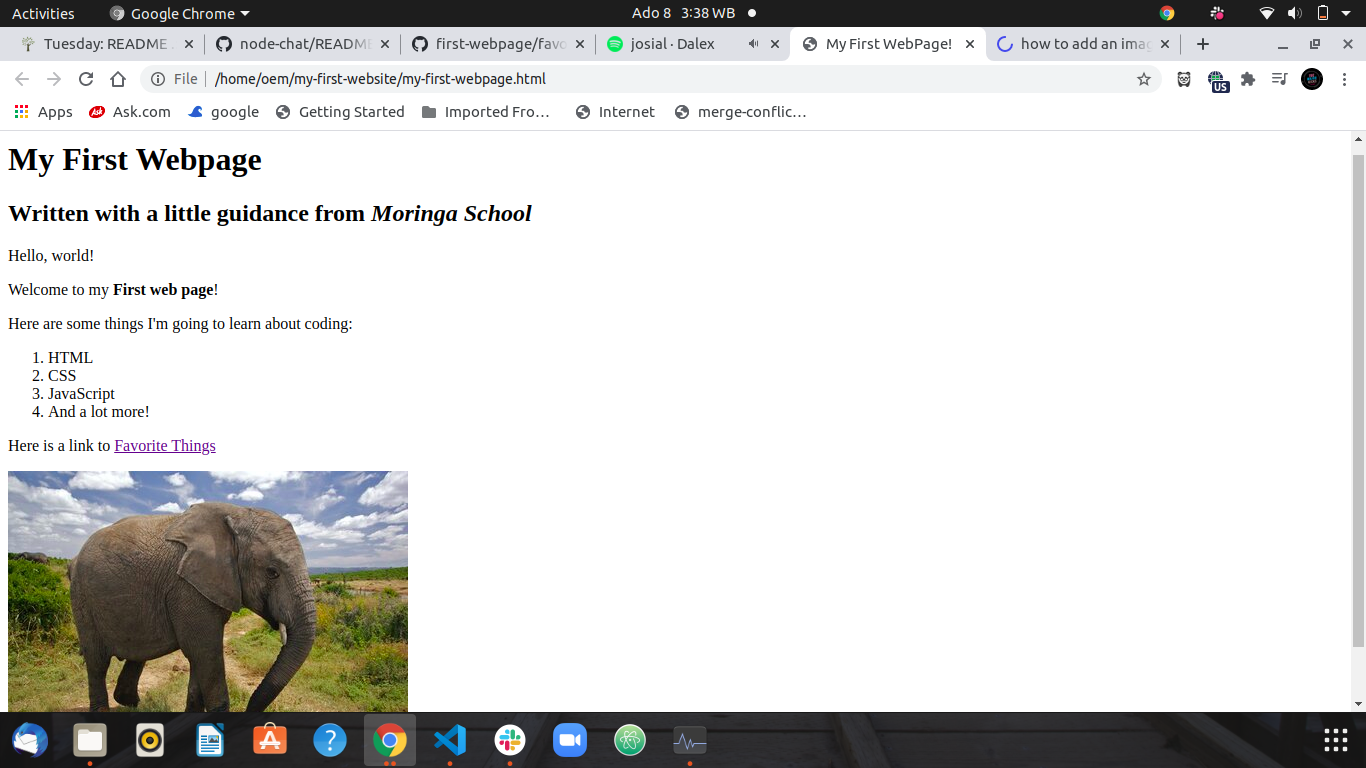 Activities Google Chrome Ado 8 3:38 WB
Tuesday: README node-chat/README first-webpage/favo josial · Dalex My First WebPage! how to add an imag
File /home/oem/my-first-website/my-first-webpage.html US
Apps Ask Ask.com google Getting Started Imported Fro… Internet merge-conflic…
My First Webpage
Written with a little guidance from Moringa School
Hello, world!
Welcome to my First web page!
Here are some things I'm going to learn about coding:
1. HTML
2. CSS
3. JavaScript
4. And a lot more!
Here is a link to Favorite Things